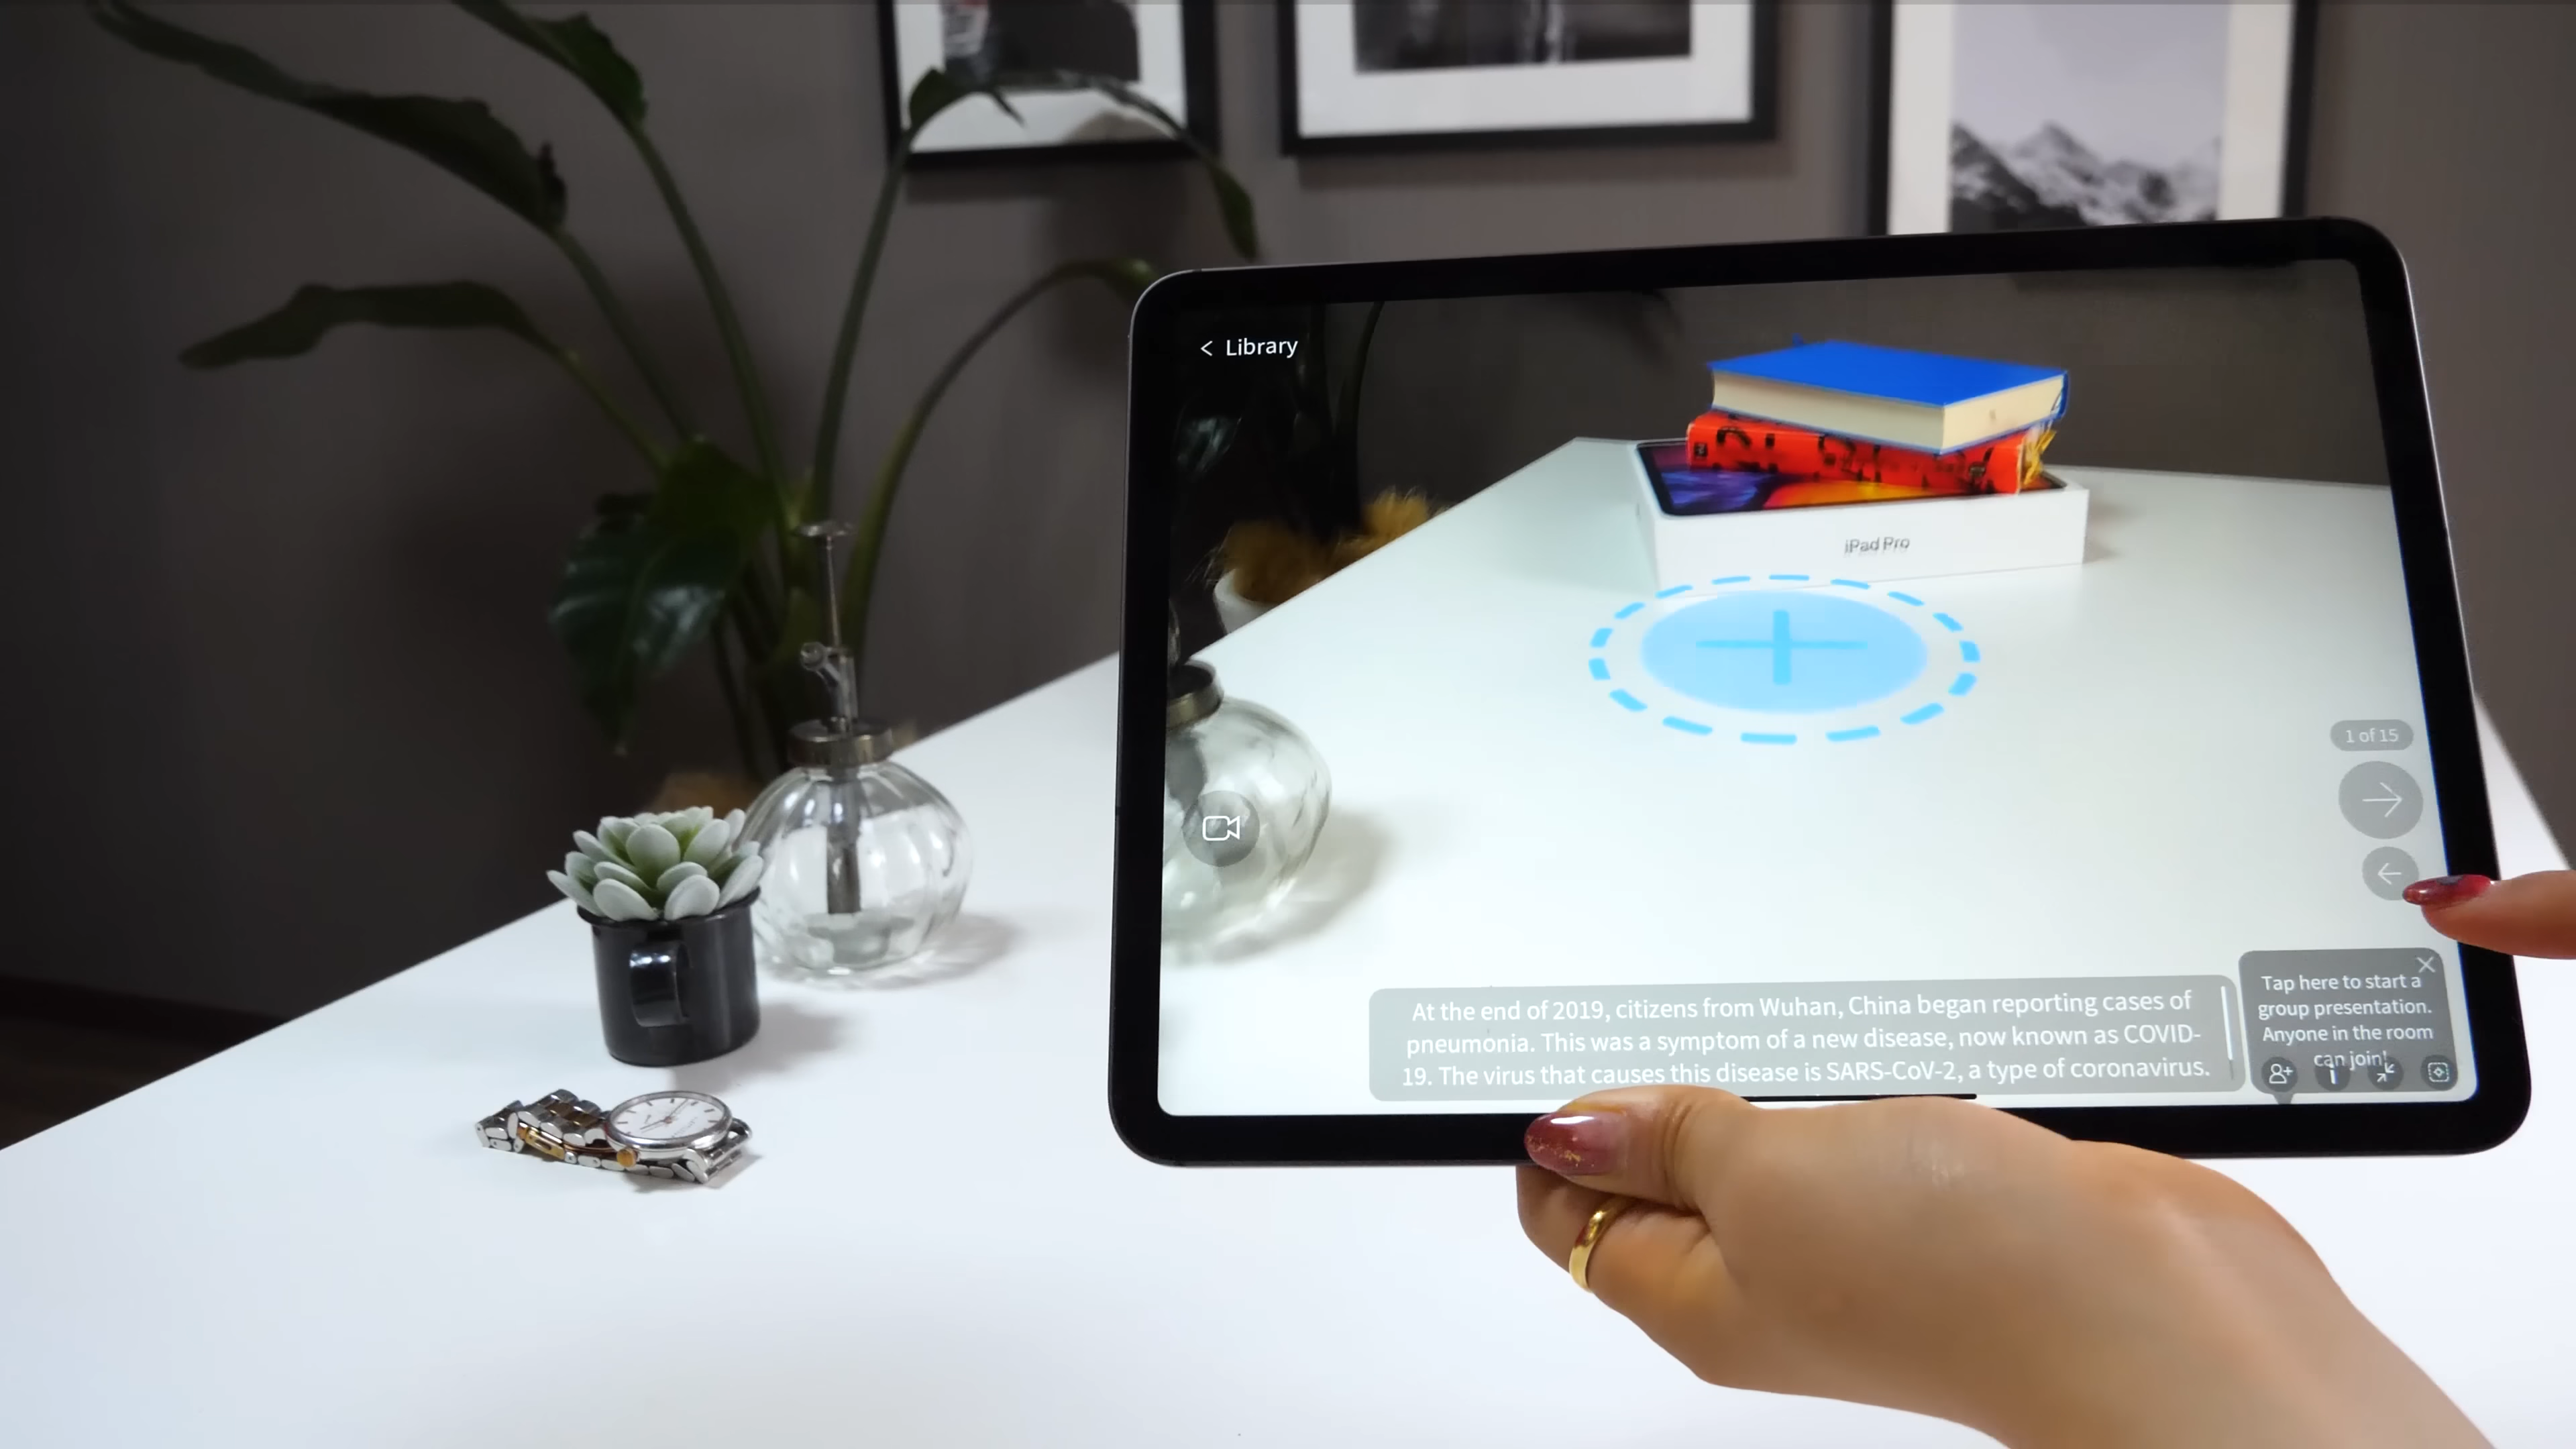 Library
iPad Pro
1 of 15
At the end of 2019, citizens from Wuhan, China began reporting cases of
pneumonia. This was a symptom of a new disease, now known as COVID-
19. The virus that causes this disease is SARS-CoV-2, a type of coronavirus.
Tap here to start a
group presentation.
Anyone in the room
can join!